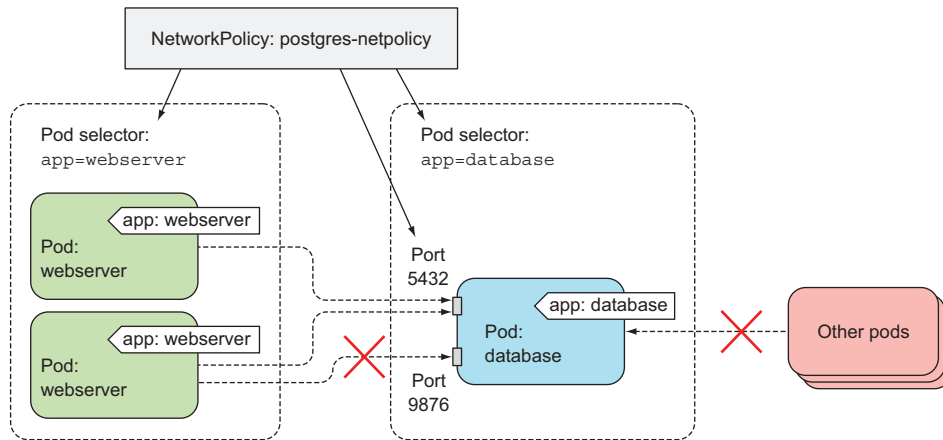 NetworkPolicy: postgres-netpolicy
Pod selector:
app=webserver
Pod selector:
app=database
app: webserver
Pod:
webserver
Port
5432
app: database
Pod:
database
app: webserver
Pod:
webserver
Port
9876
Other pods